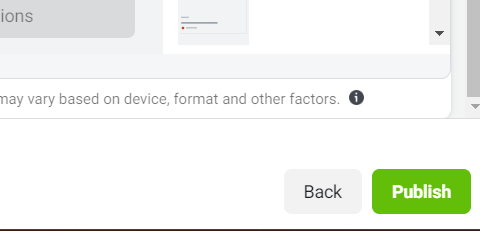 ions
may vary based on device, format and other factors.
Back
Publish